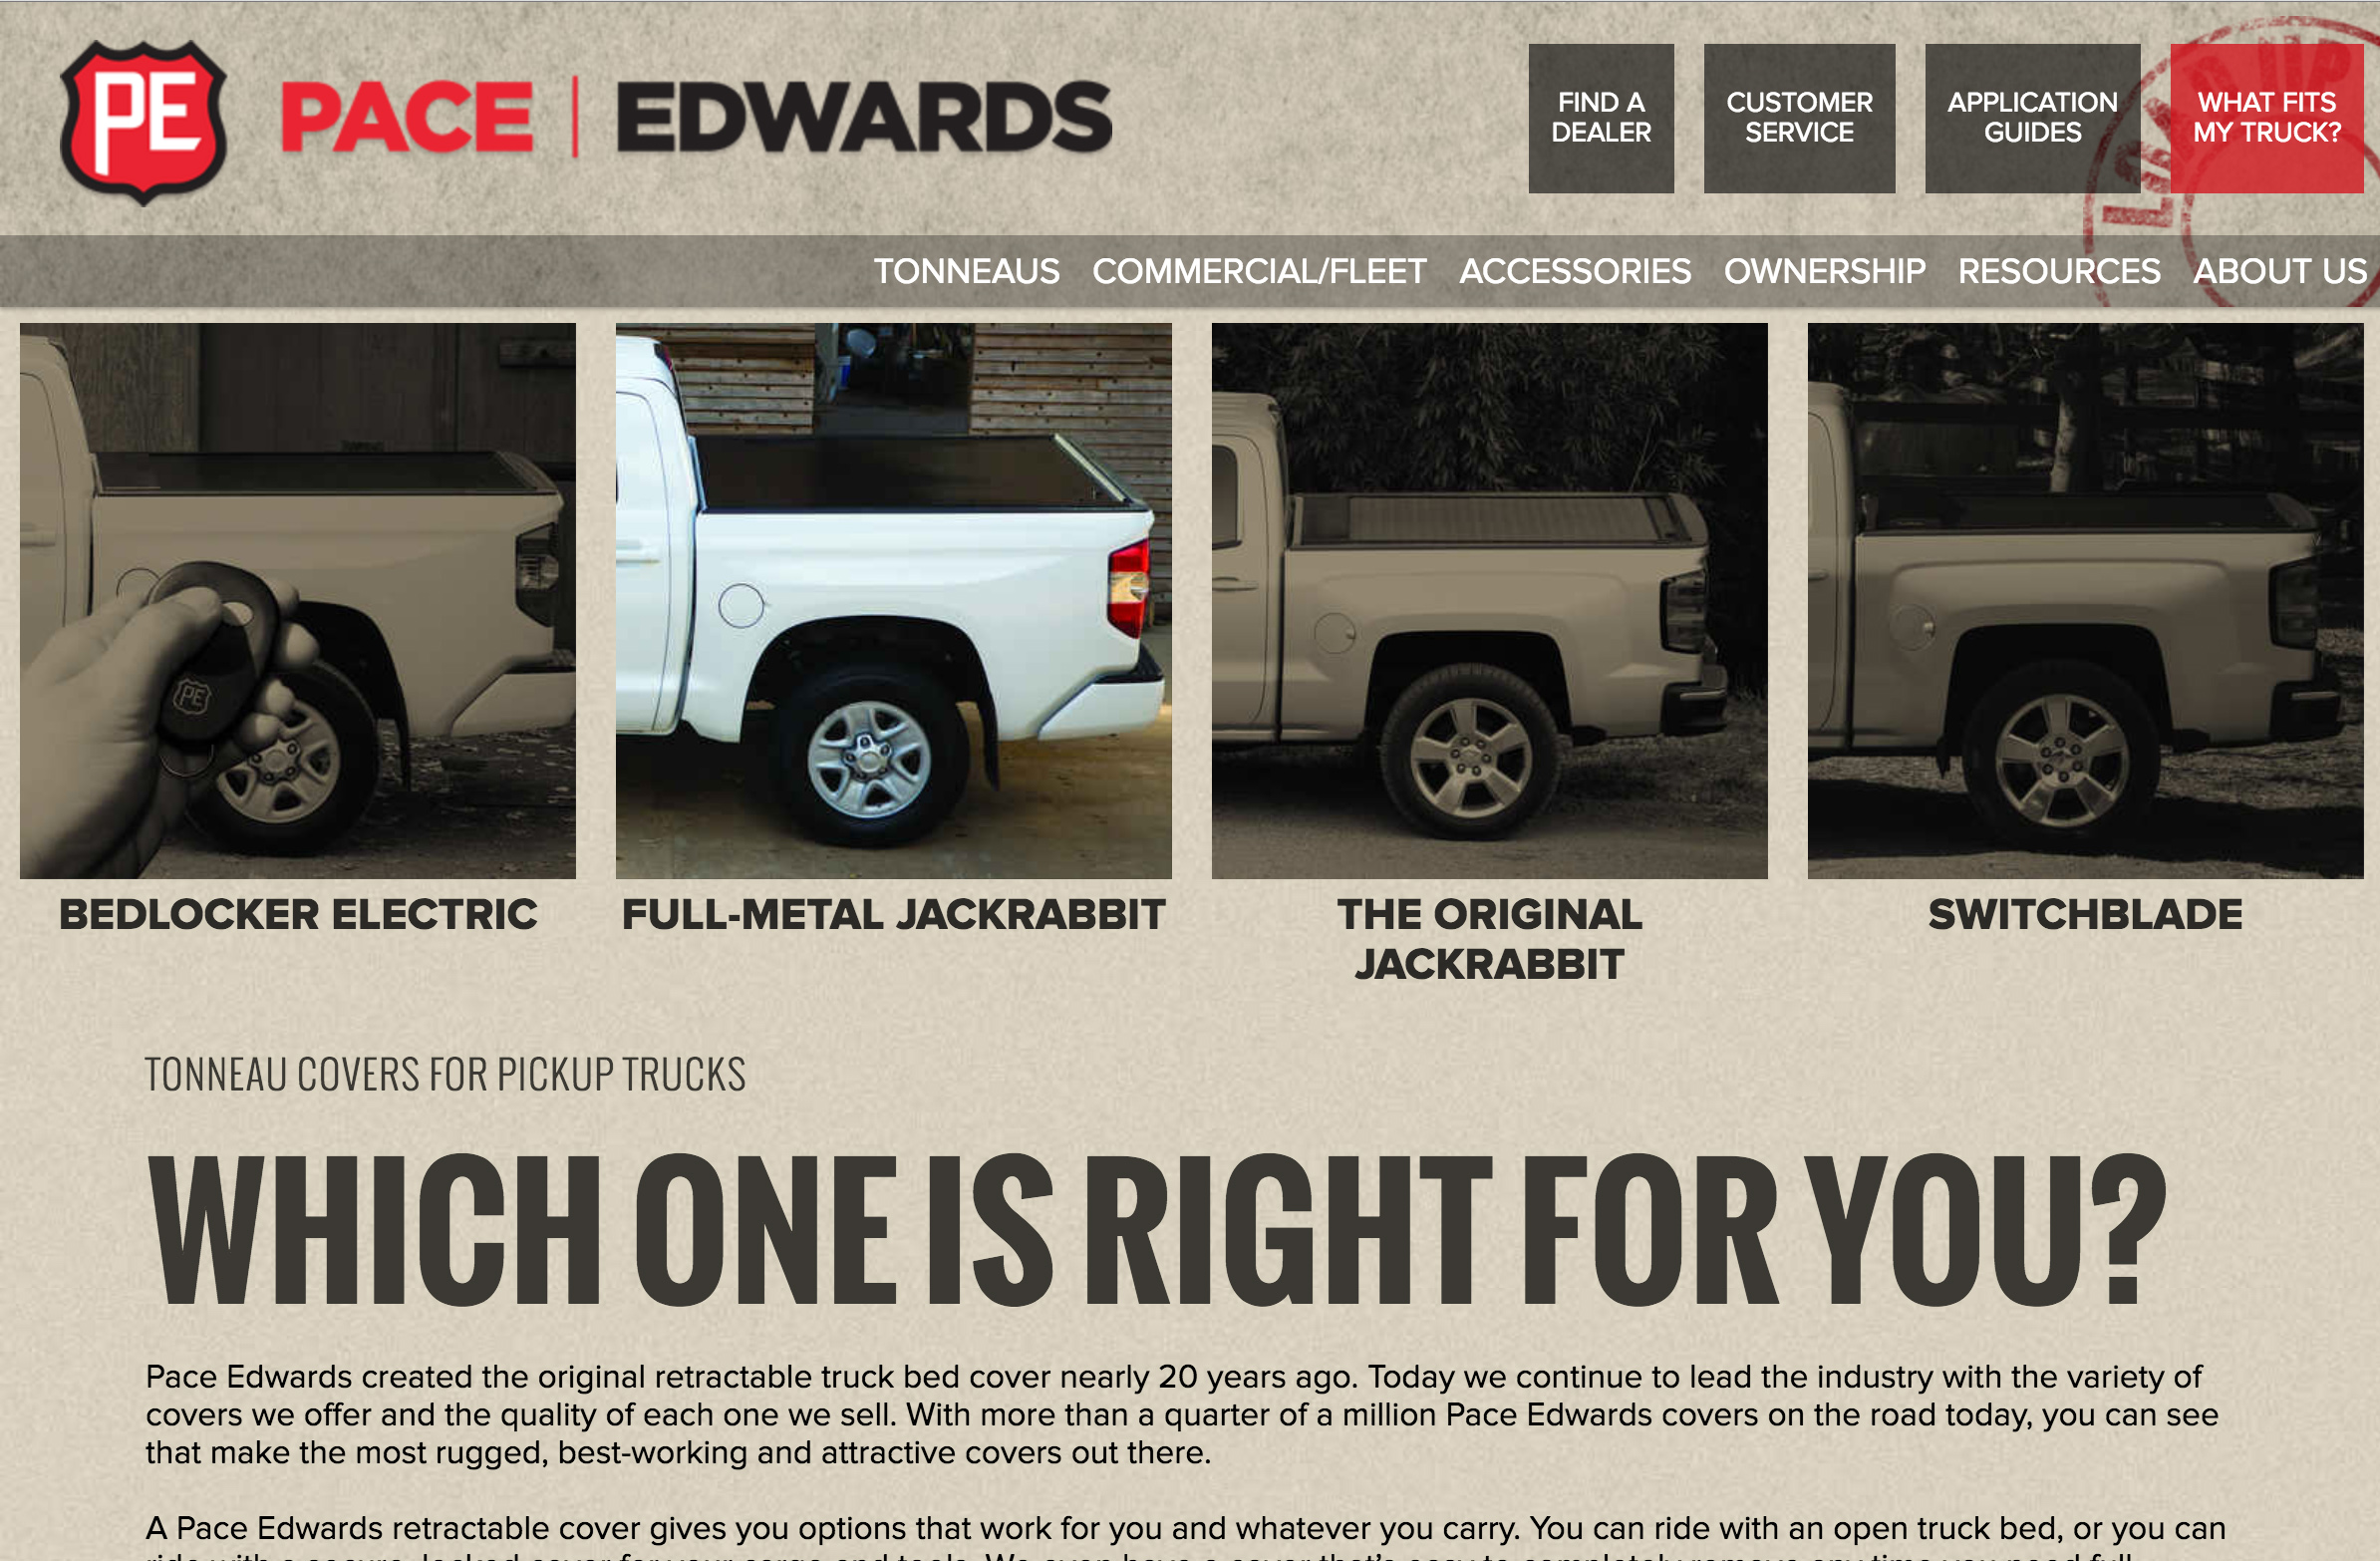 PE PACE | EDWARDS
FIND A
DEALER
CUSTOMER
SERVICE
APPLICATION
GUIDES
WHAT FITS
MY TRUCK?
LOAD UP
TONNEAUS COMMERCIAL/FLEET ACCESSORIES OWNERSHIP RESOURCES ABOUT US
PE
BEDLOCKER ELECTRIC
FULL-METAL JACKRABBIT
THE ORIGINAL
JACKRABBIT
SWITCHBLADE
TONNEAU COVERS FOR PICKUP TRUCKS
WHICH ONE IS RIGHT FOR YOU?
Pace Edwards created the original retractable truck bed cover nearly 20 years ago. Today we continue to lead the industry with the variety of
covers we offer and the quality of each one we sell. With more than a quarter of a million Pace Edwards covers on the road today, you can see
that make the most rugged, best-working and attractive covers out there.
A Pace Edwards retractable cover gives you options that work for you and whatever you carry. You can ride with an open truck bed, or you can